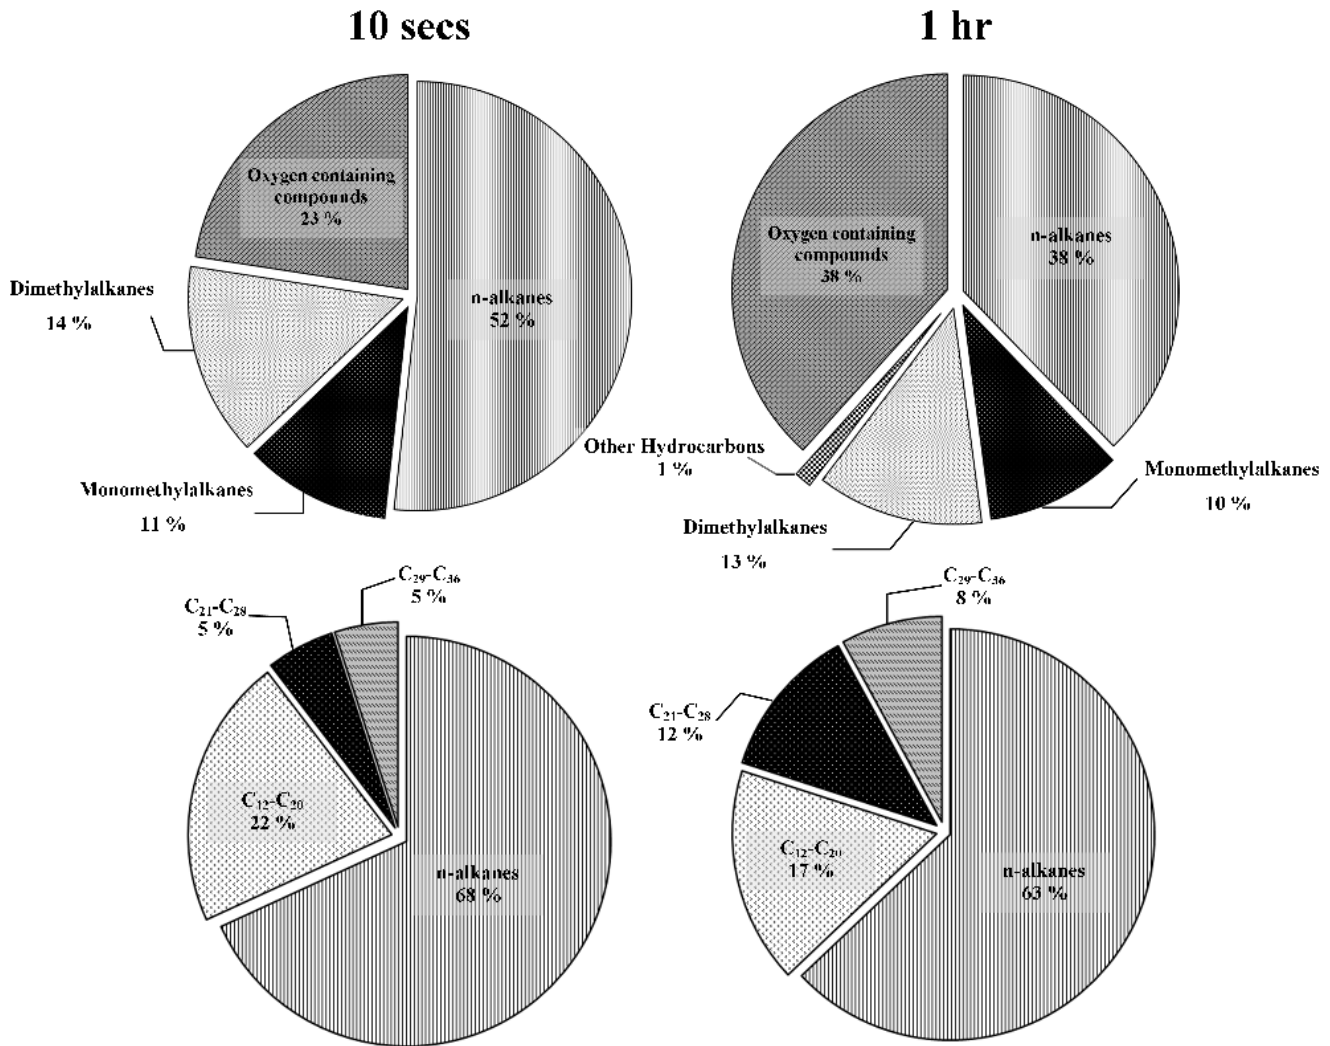 10 secs
1 hr
Oxygen containing
compounds
23 %
Dimethylalkanes
14 %
n-alkanes
52 %
Monomethylalkanes
11 %
Oxygen containing
compounds
38 %
n-alkanes
38 %
Other Hydrocarbons
1 %
Monomethylalkanes
10 %
Dimethylalkanes
13 %
C₂₉-C₃₆
5 %
C₂₁-C₂₈
5 %
C₁₂-C₂₀
22 %
n-alkanes
68 %
C₂₉-C₃₆
8 %
C₂₁-C₂₈
12 %
C₁₂-C₂₀
17 %
n-alkanes
63 %